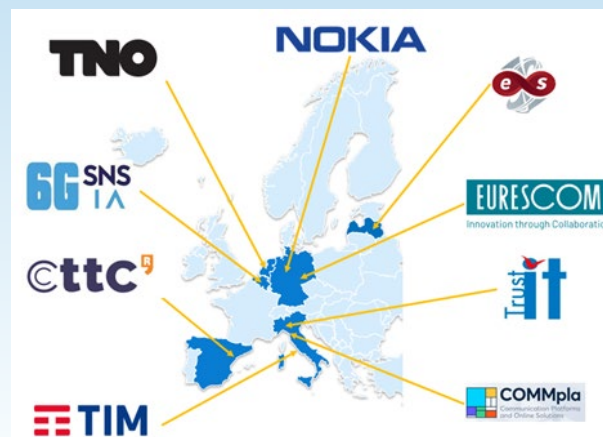 TNO
NOKIA
es
6G SNS
IA
EURESCOM
Innovation through Collaboration
cttc R
Trust
it
TIM
COMMpla
Communication Platforms
and Online Solutions